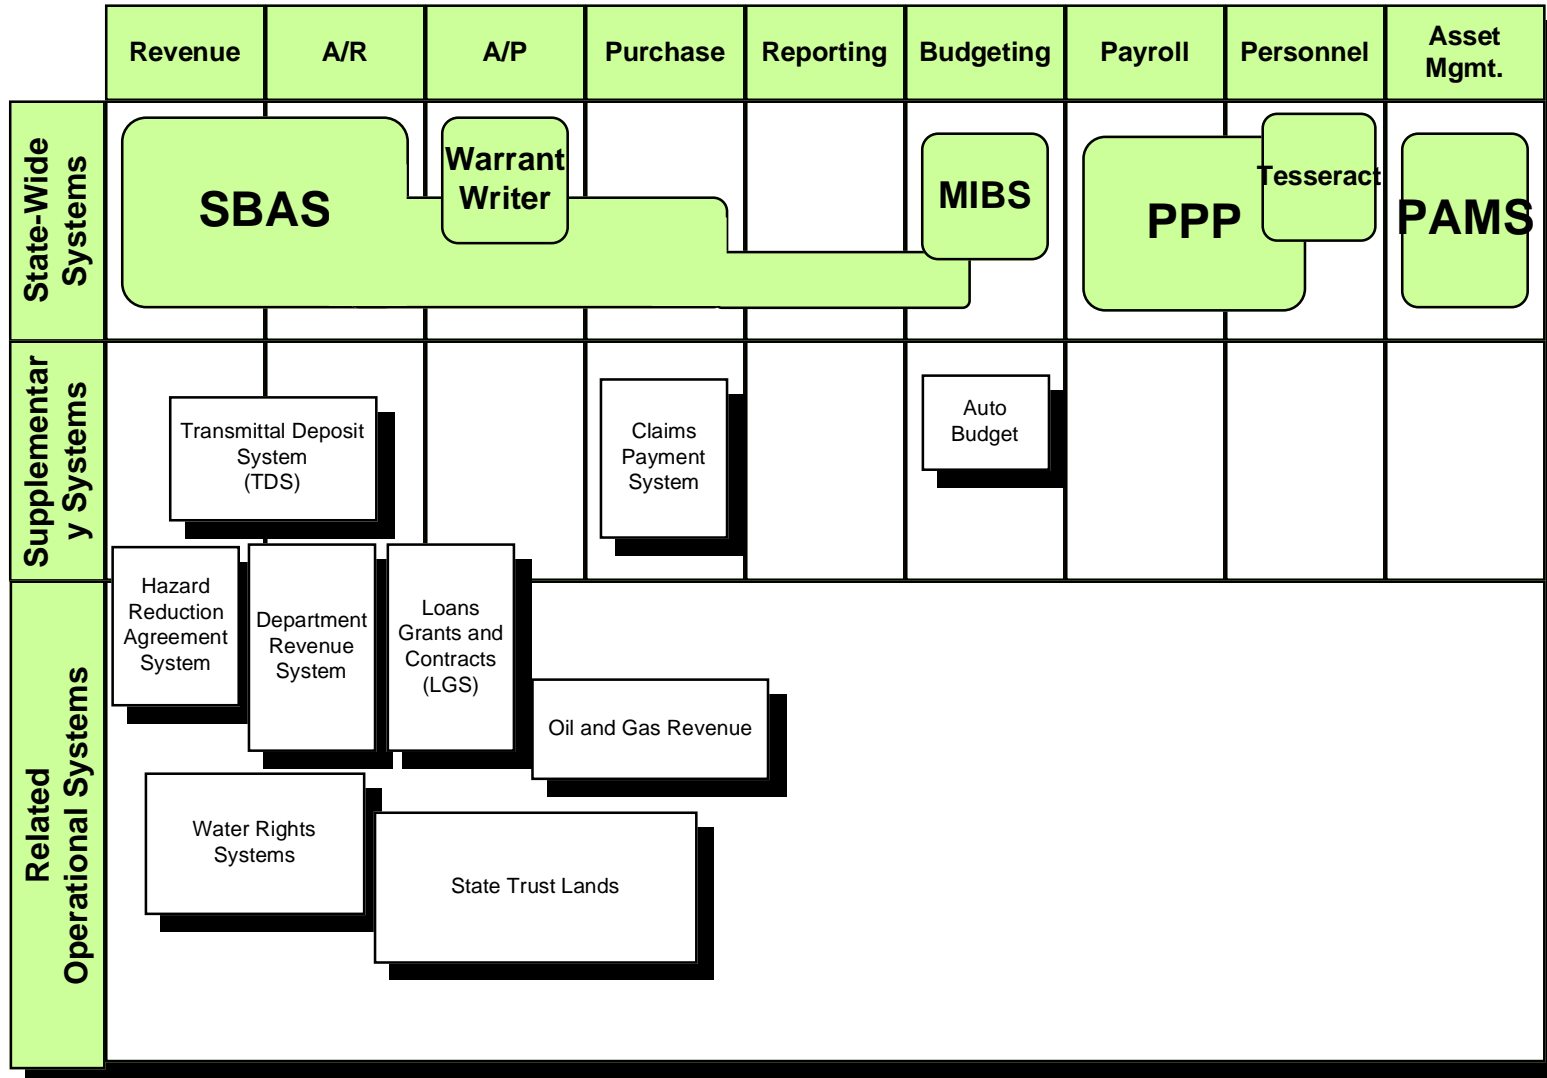 Revenue
A/R
A/P
Purchase
Reporting
Budgeting
Payroll
Personnel
Asset
Mgmt.
State-Wide
Systems
SBAS
Warrant
Writer
MIBS
PPP
Tesseract
PAMS
Supplementar
y Systems
Transmittal Deposit
System
(TDS)
Claims
Payment
System
Auto
Budget
Related
Operational Systems
Hazard
Reduction
Agreement
System
Department
Revenue
System
Loans
Grants and
Contracts
(LGS)
Oil and Gas Revenue
Water Rights
Systems
State Trust Lands